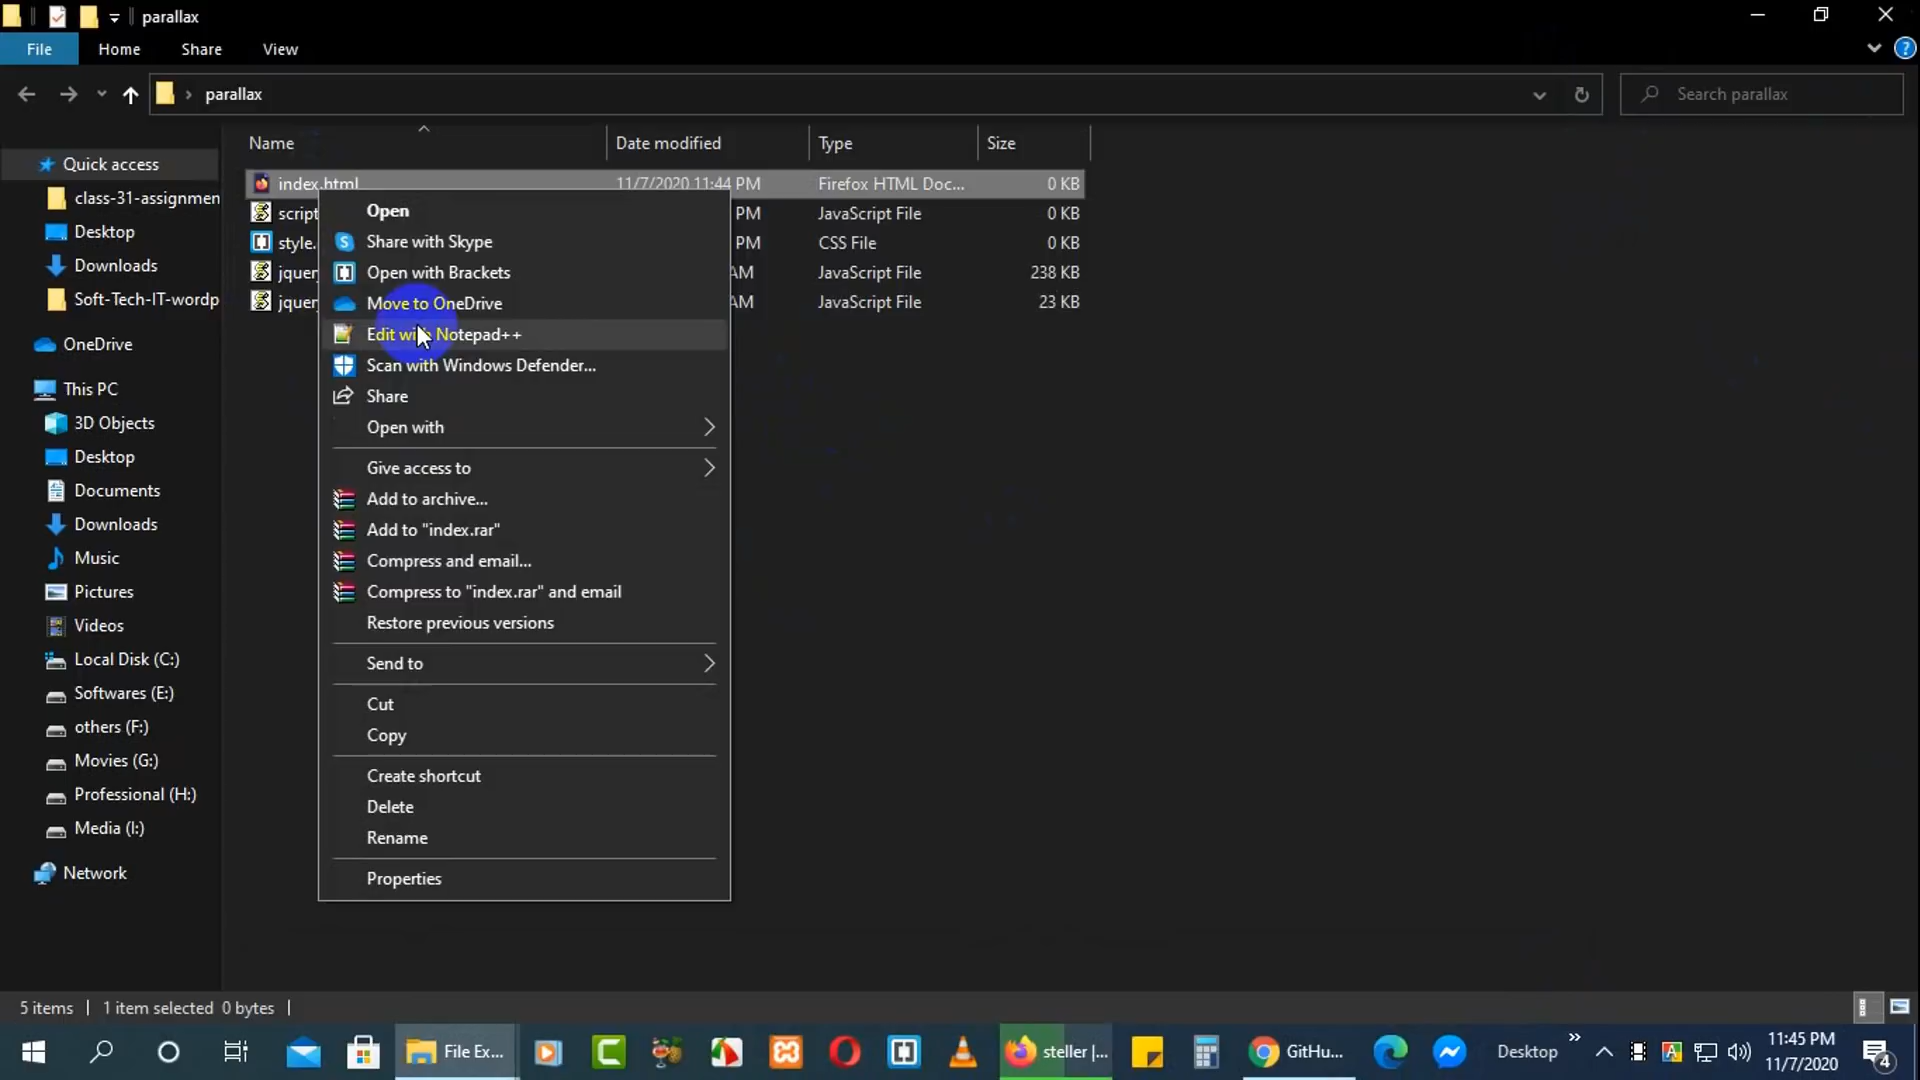 parallax
File Home Share View
parallax
Search parallax
Name Date modified Type Size
Quick access
class-31-assignmen
Desktop
Downloads
Soft-Tech-IT-wordp
OneDrive
This PC
3D Objects
Desktop
Documents
Downloads
Music
Pictures
Videos
Local Disk (C:)
Softwares (E:)
others (F:)
Movies (G:)
Professional (H:)
Media (I:)
Network
index.html 11/7/2020 11:44 PM Firefox HTML Doc... 0 KB
script PM JavaScript File 0 KB
style. PM CSS File 0 KB
jquery AM JavaScript File 238 KB
jquery AM JavaScript File 23 KB
Open
Share with Skype
Open with Brackets
Move to OneDrive
Edit with Notepad++
Scan with Windows Defender...
Share
Open with
Give access to
Add to archive...
Add to "index.rar"
Compress and email...
Compress to "index.rar" and email
Restore previous versions
Send to
Cut
Copy
Create shortcut
Delete
Rename
Properties
5 items 1 item selected 0 bytes
File Ex... steller |... GitHu... Desktop
11:45 PM
11/7/2020
4